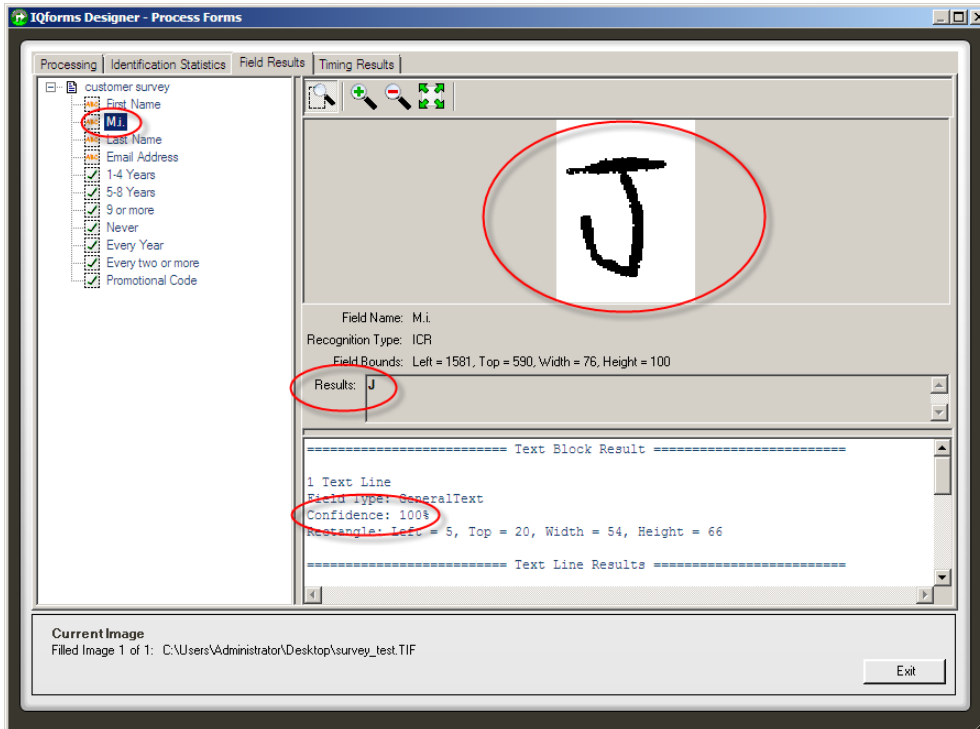 IQforms Designer - Process Forms
Processing
Identification Statistics
Field Results
Timing Results
customer survey
First Name
M.i.
Last Name
Email Address
1-4 Years
5-8 Years
9 or more
Never
Every Year
Every two or more
Promotional Code
J
Field Name: M.i.
Recognition Type: ICR
Field Bounds: Left = 1581, Top = 590, Width = 76, Height = 100
Results: J
========================== Text Block Result =========================
1 Text Line
Field Type: GeneralText
Confidence: 100%
Rectangle: Left = 5, Top = 20, Width = 54, Height = 66
========================== Text Line Results =========================
Current Image
Filled Image 1 of 1: C:\Users\Administrator\Desktop\survey_test.TIF
Exit